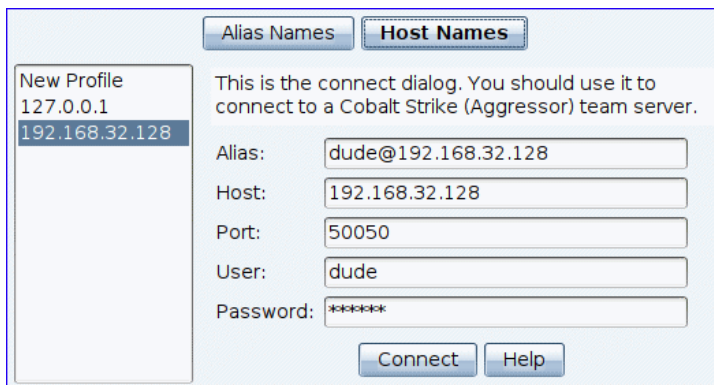 Alias Names Host Names
New Profile
127.0.0.1
192.168.32.128
This is the connect dialog. You should use it to
connect to a Cobalt Strike (Aggressor) team server.
Alias: dude@192.168.32.128
Host: 192.168.32.128
Port: 50050
User: dude
Password: ******
Connect Help